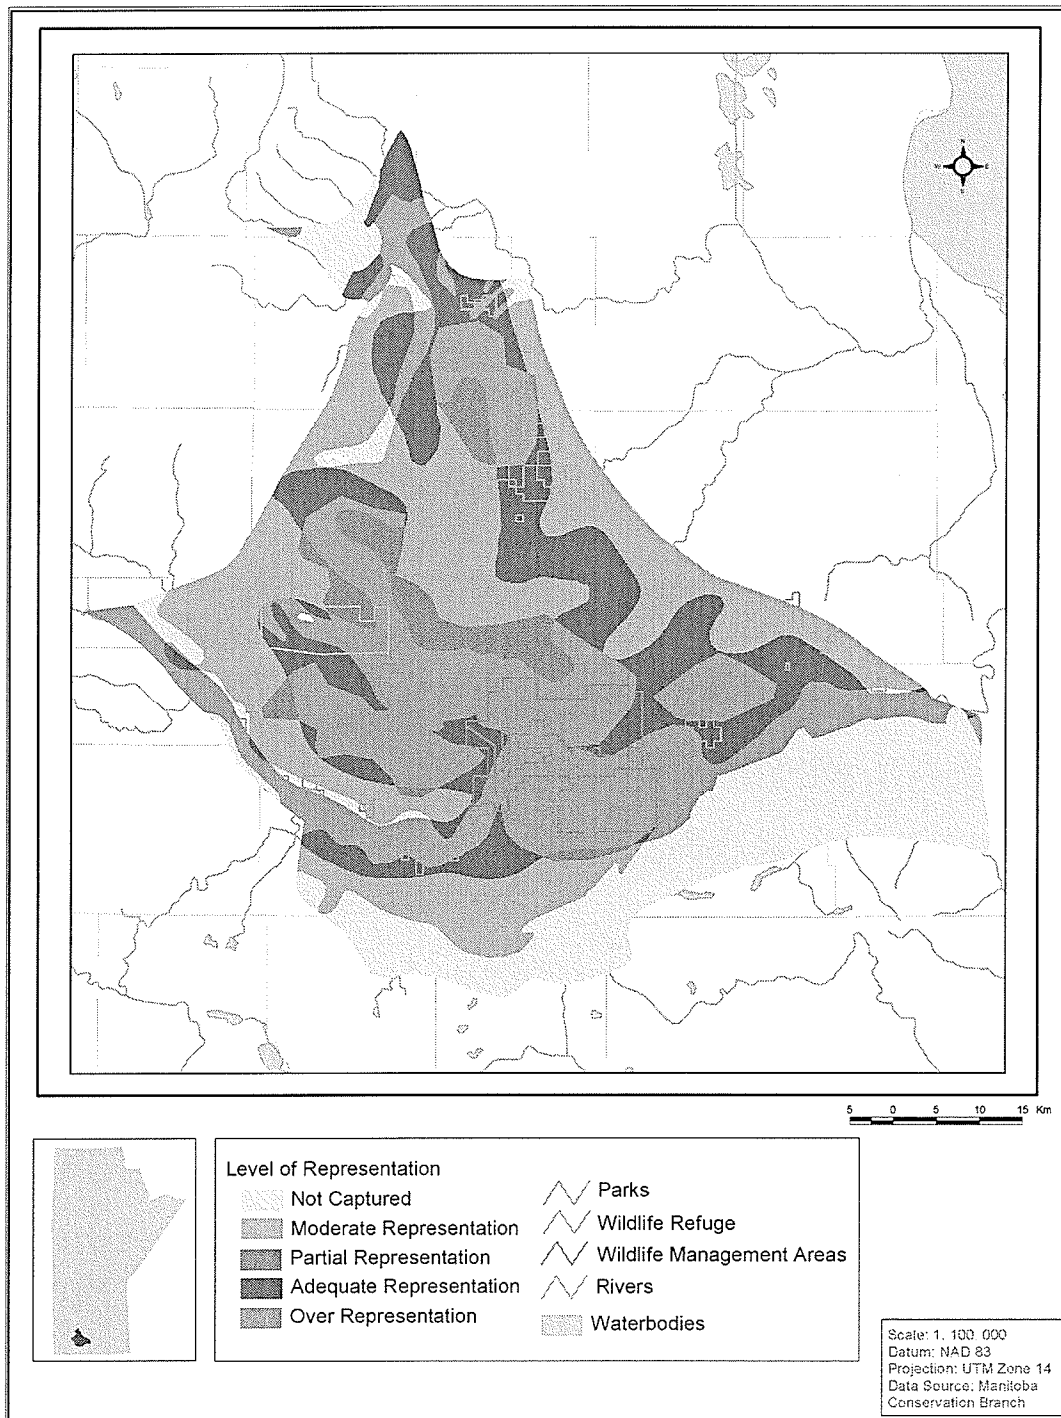 N
W E
S
5 0 5 10 15 Km
Level of Representation
Not Captured
Moderate Representation
Partial Representation
Adequate Representation
Over Representation
Parks
Wildlife Refuge
Wildlife Management Areas
Rivers
Waterbodies
Scale: 1. 100. 000
Datum: NAD 83
Projection: UTM Zone 14
Data Source: Manitoba
Conservation Branch